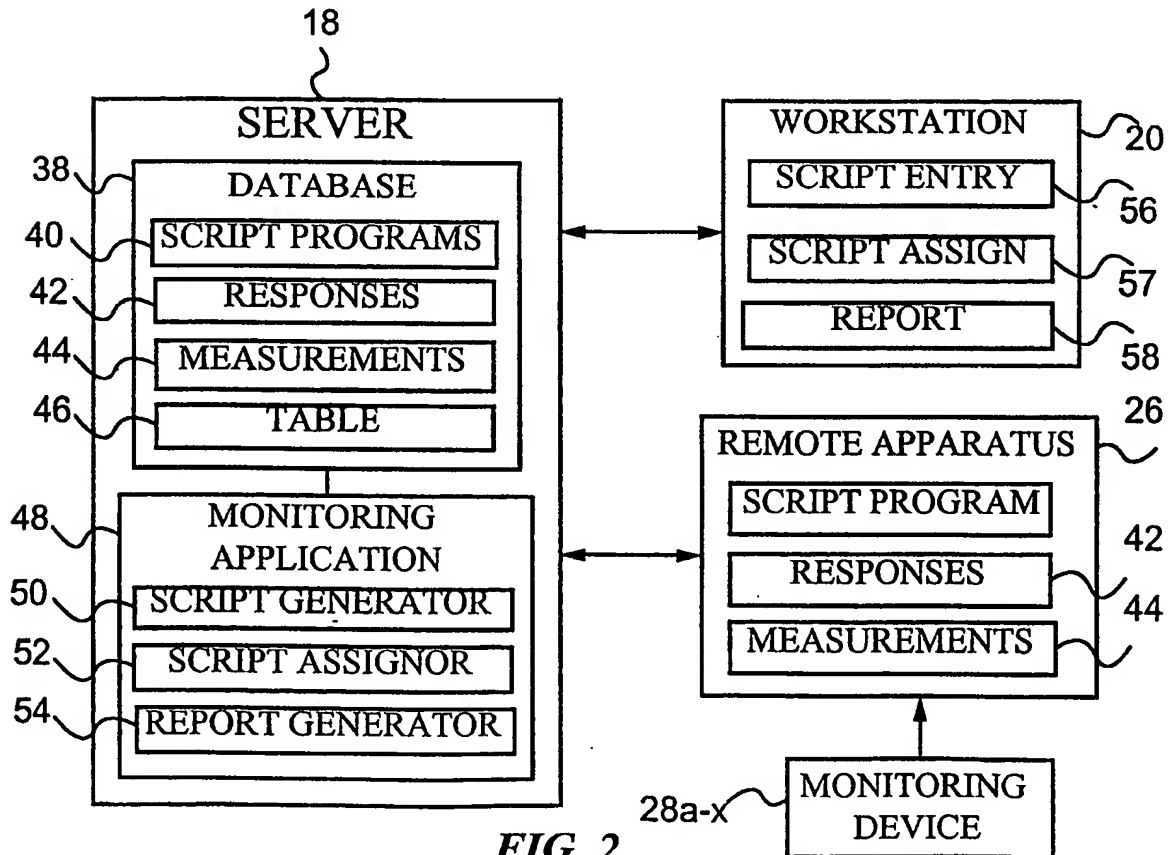 18
SERVER
38
DATABASE
40
SCRIPT PROGRAMS
42
RESPONSES
44
MEASUREMENTS
46
TABLE
48
MONITORING
APPLICATION
50
SCRIPT GENERATOR
52
SCRIPT ASSIGNOR
54
REPORT GENERATOR
WORKSTATION
20
SCRIPT ENTRY
56
SCRIPT ASSIGN
57
REPORT
58
26
REMOTE APPARATUS
SCRIPT PROGRAM
42
RESPONSES
44
MEASUREMENTS
28a-x
MONITORING
DEVICE
FIG. 2